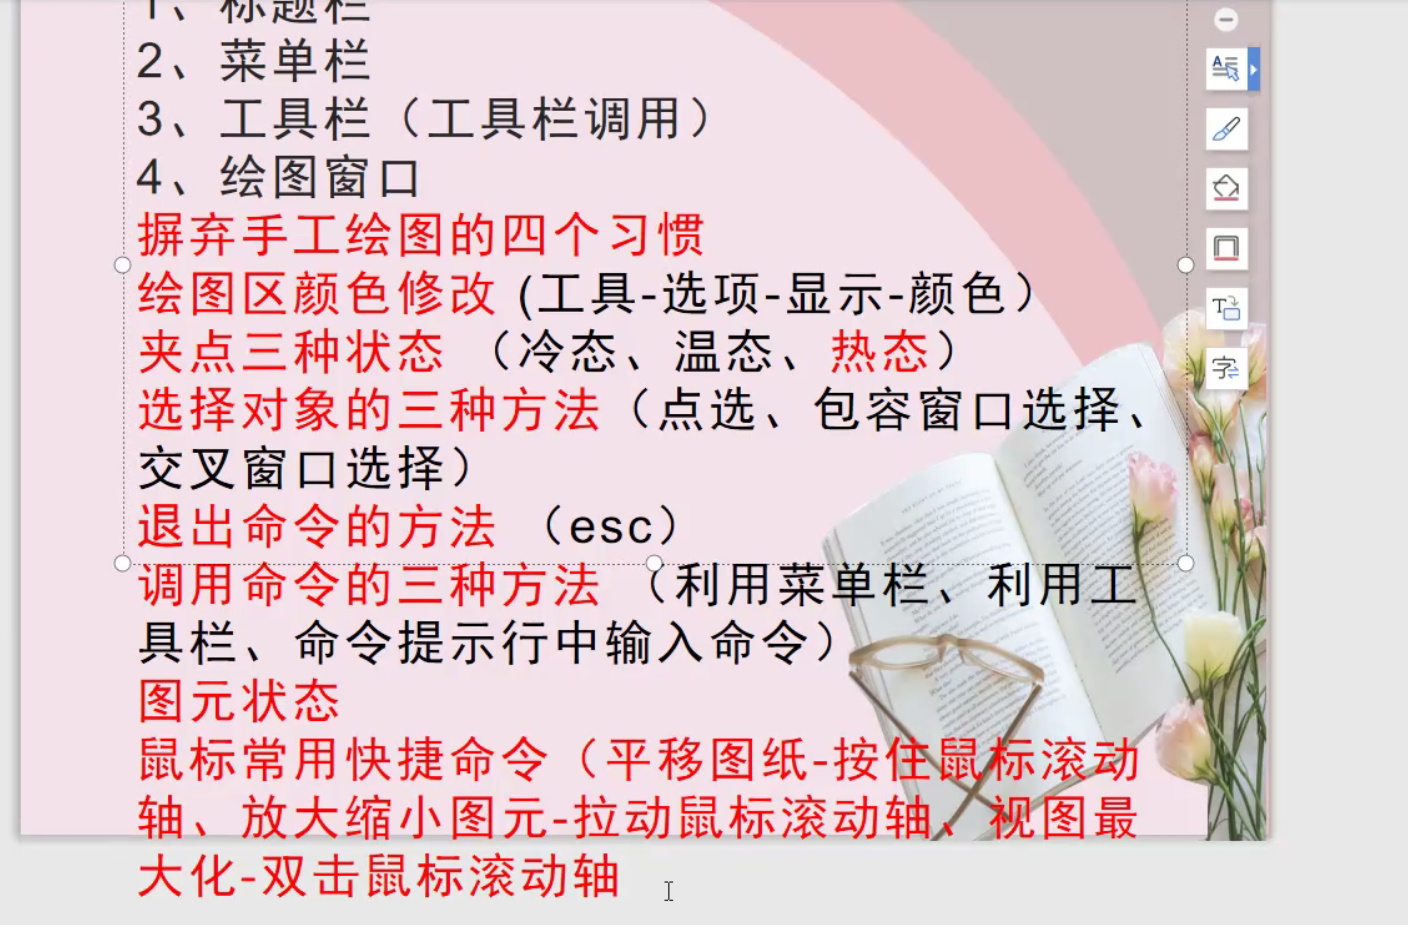 1、标题栏
2、菜单栏
3、工具栏（工具栏调用）
4、绘图窗口
摒弃手工绘图的四个习惯
绘图区颜色修改 (工具-选项-显示-颜色）
夹点三种状态 （冷态、温态、热态）
选择对象的三种方法（点选、包容窗口选择、
交叉窗口选择）
退出命令的方法 （esc）
调用命令的三种方法 （利用菜单栏、利用工
具栏、命令提示行中输入命令）
图元状态
鼠标常用快捷命令（平移图纸-按住鼠标滚动
轴、放大缩小图元-拉动鼠标滚动轴、视图最
大化-双击鼠标滚动轴